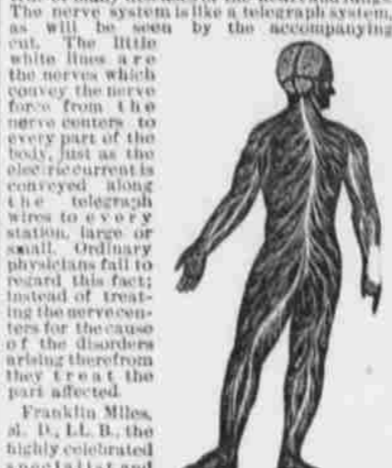 The nerve system is like a telegraph system,
as will be seen by the accompanying
cut. The little
white lines are
the nerves which
convey the nerve
force from the
nerve centers to
every part of the
body, just as the
electric current is
conveyed along
the telegraph
wires to every
station, large or
small. Ordinary
physicians fail to
regard this fact;
instead of treat-
ing the nerve cen-
ters for the cause
of the disorders
arising therefrom
they treat the
part affected.
Franklin Miles,
M. D., LL. B., the
highly celebrated
specialist and